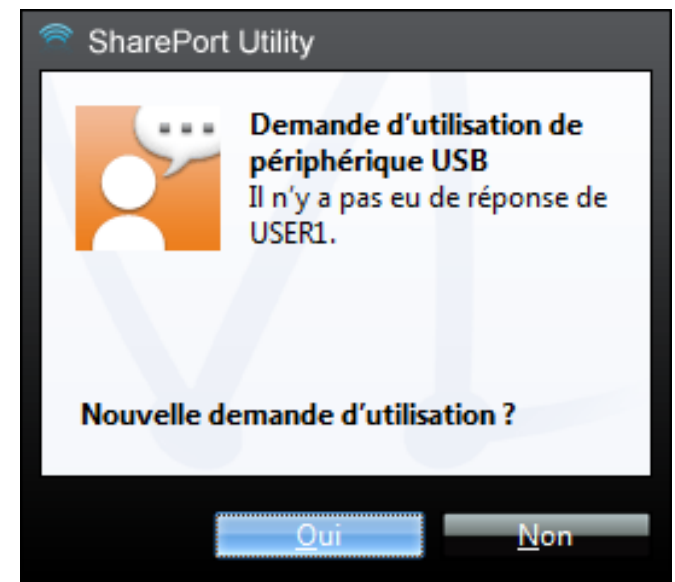 SharePort Utility
Demande d’utilisation de
périphérique USB
Il n’y a pas eu de réponse de
USER1.
Nouvelle demande d’utilisation ?
Oui
Non